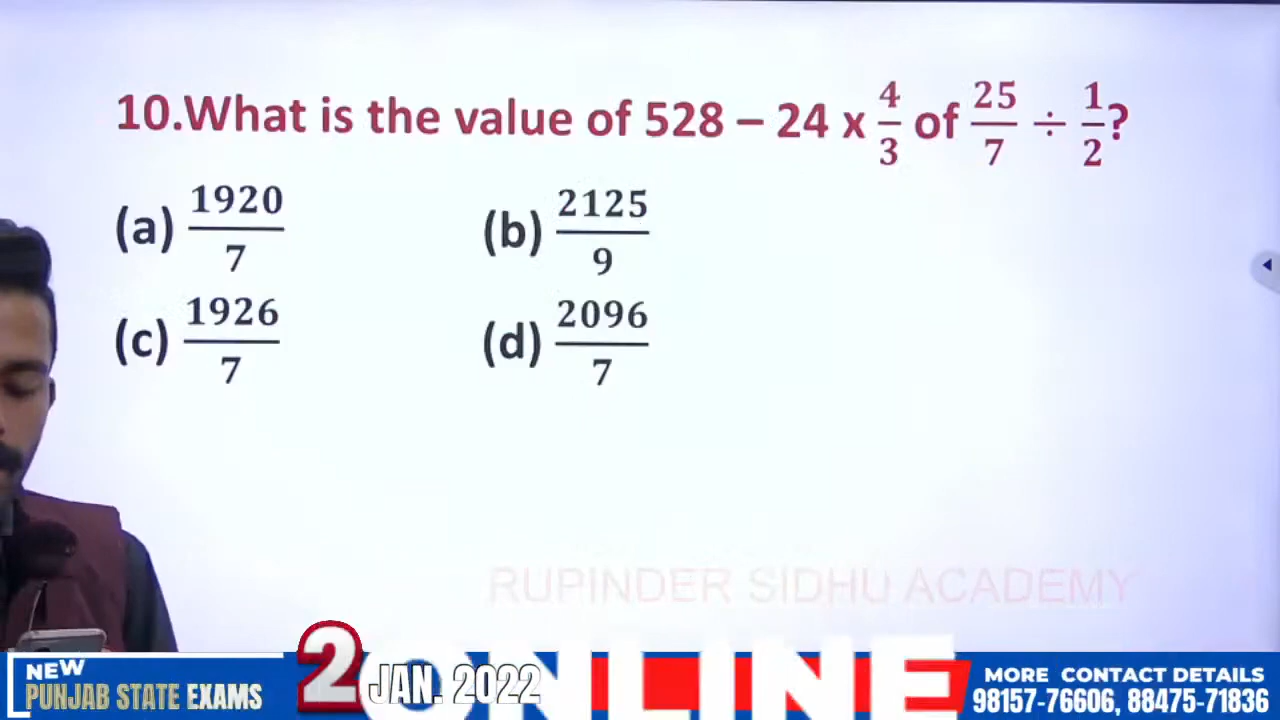 10.What is the value of 528 – 24 x 4/3 of 25/7 ÷ 1/2?
(a) 1920/7 (b) 2125/9
(c) 1926/7 (d) 2096/7
RUPINDER SIDHU ACADEMY
NEW
PUNJAB STATE EXAMS
2 JAN. 2022
ONLINE
MORE CONTACT DETAILS
98157-76606, 88475-71836